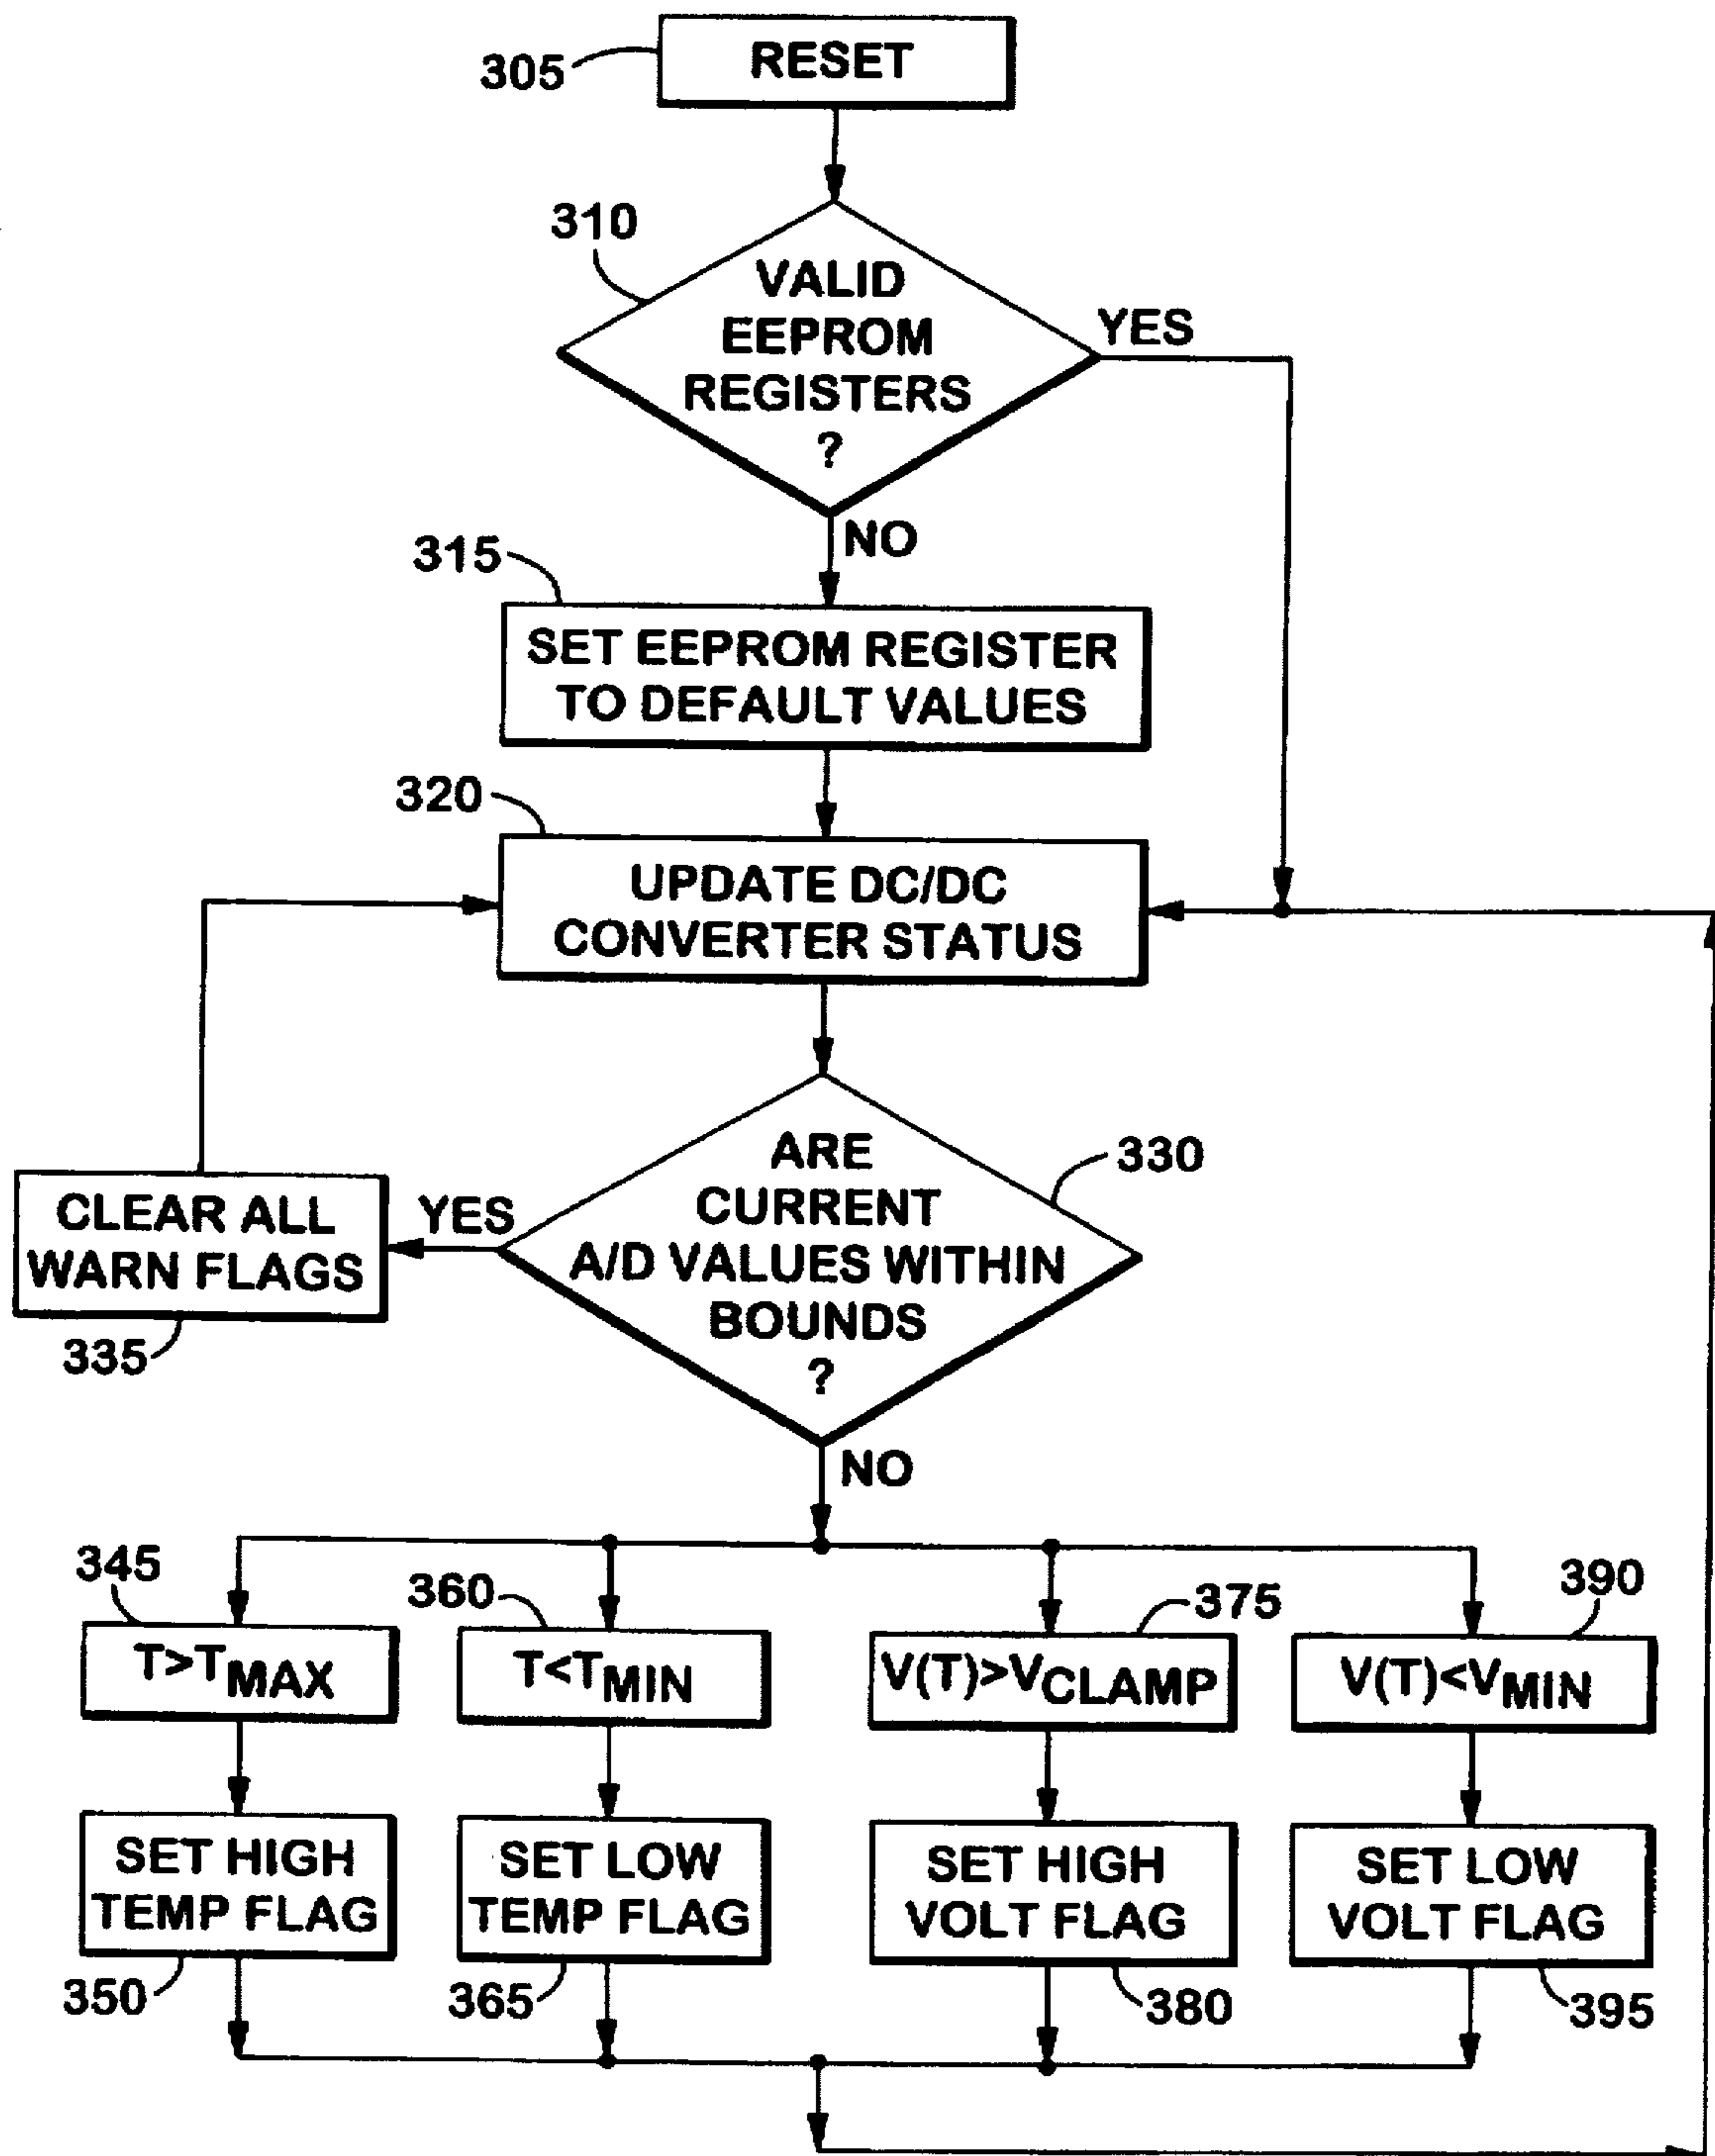 305
RESET
310
VALID
EEPROM
REGISTERS
?
YES
NO
315
SET EEPROM REGISTER
TO DEFAULT VALUES
320
UPDATE DC/DC
CONVERTER STATUS
330
ARE
CURRENT
A/D VALUES WITHIN
BOUNDS
?
YES
CLEAR ALL
WARN FLAGS
335
NO
345
360
375
390
T>TMAX
T<TMIN
V(T)>VCLAMP
V(T)<VMIN
SET HIGH
TEMP FLAG
SET LOW
TEMP FLAG
SET HIGH
VOLT FLAG
SET LOW
VOLT FLAG
350
365
380
395